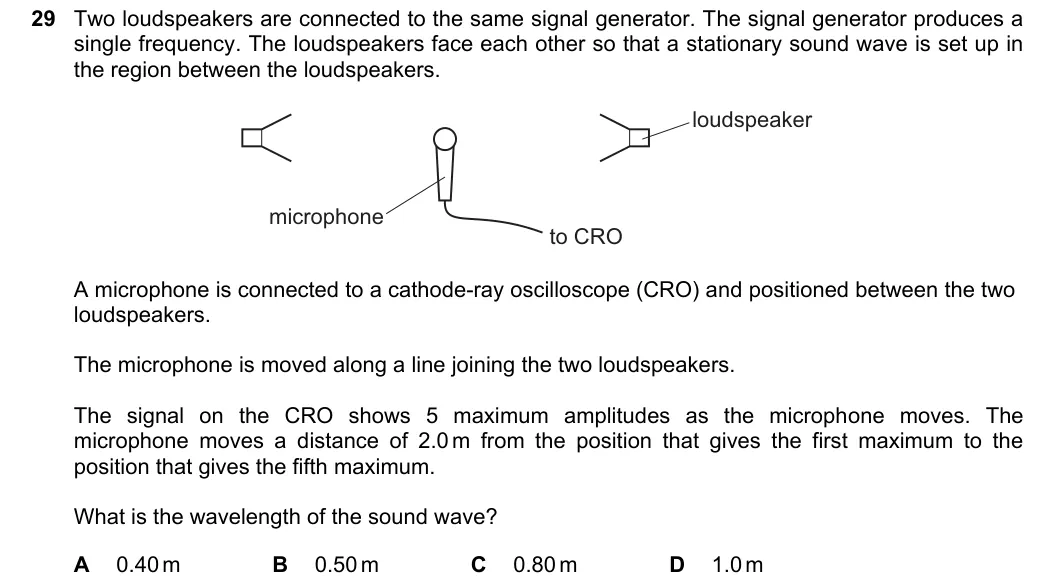 29 Two loudspeakers are connected to the same signal generator. The signal generator produces a
single frequency. The loudspeakers face each other so that a stationary sound wave is set up in
the region between the loudspeakers.
loudspeaker
microphone
to CRO
A microphone is connected to a cathode-ray oscilloscope (CRO) and positioned between the two
loudspeakers.
The microphone is moved along a line joining the two loudspeakers.
The signal on the CRO shows 5 maximum amplitudes as the microphone moves. The
microphone moves a distance of 2.0 m from the position that gives the first maximum to the
position that gives the fifth maximum.
What is the wavelength of the sound wave?
A 0.40 m B 0.50 m C 0.80 m D 1.0 m